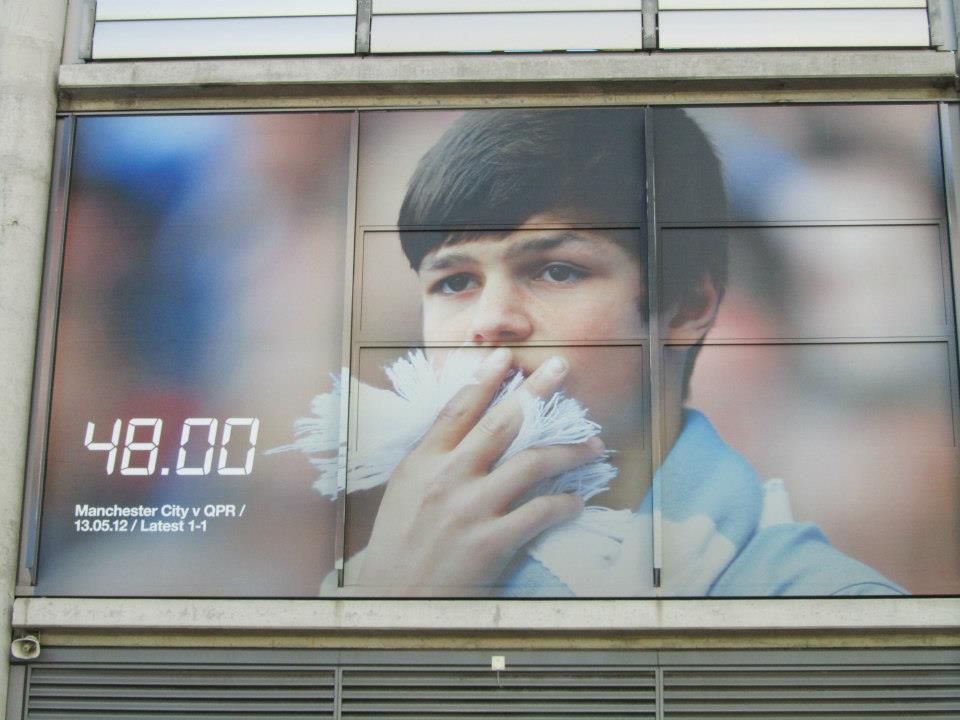 48.00
Manchester City v QPR /
13.05.12 / Latest 1-1